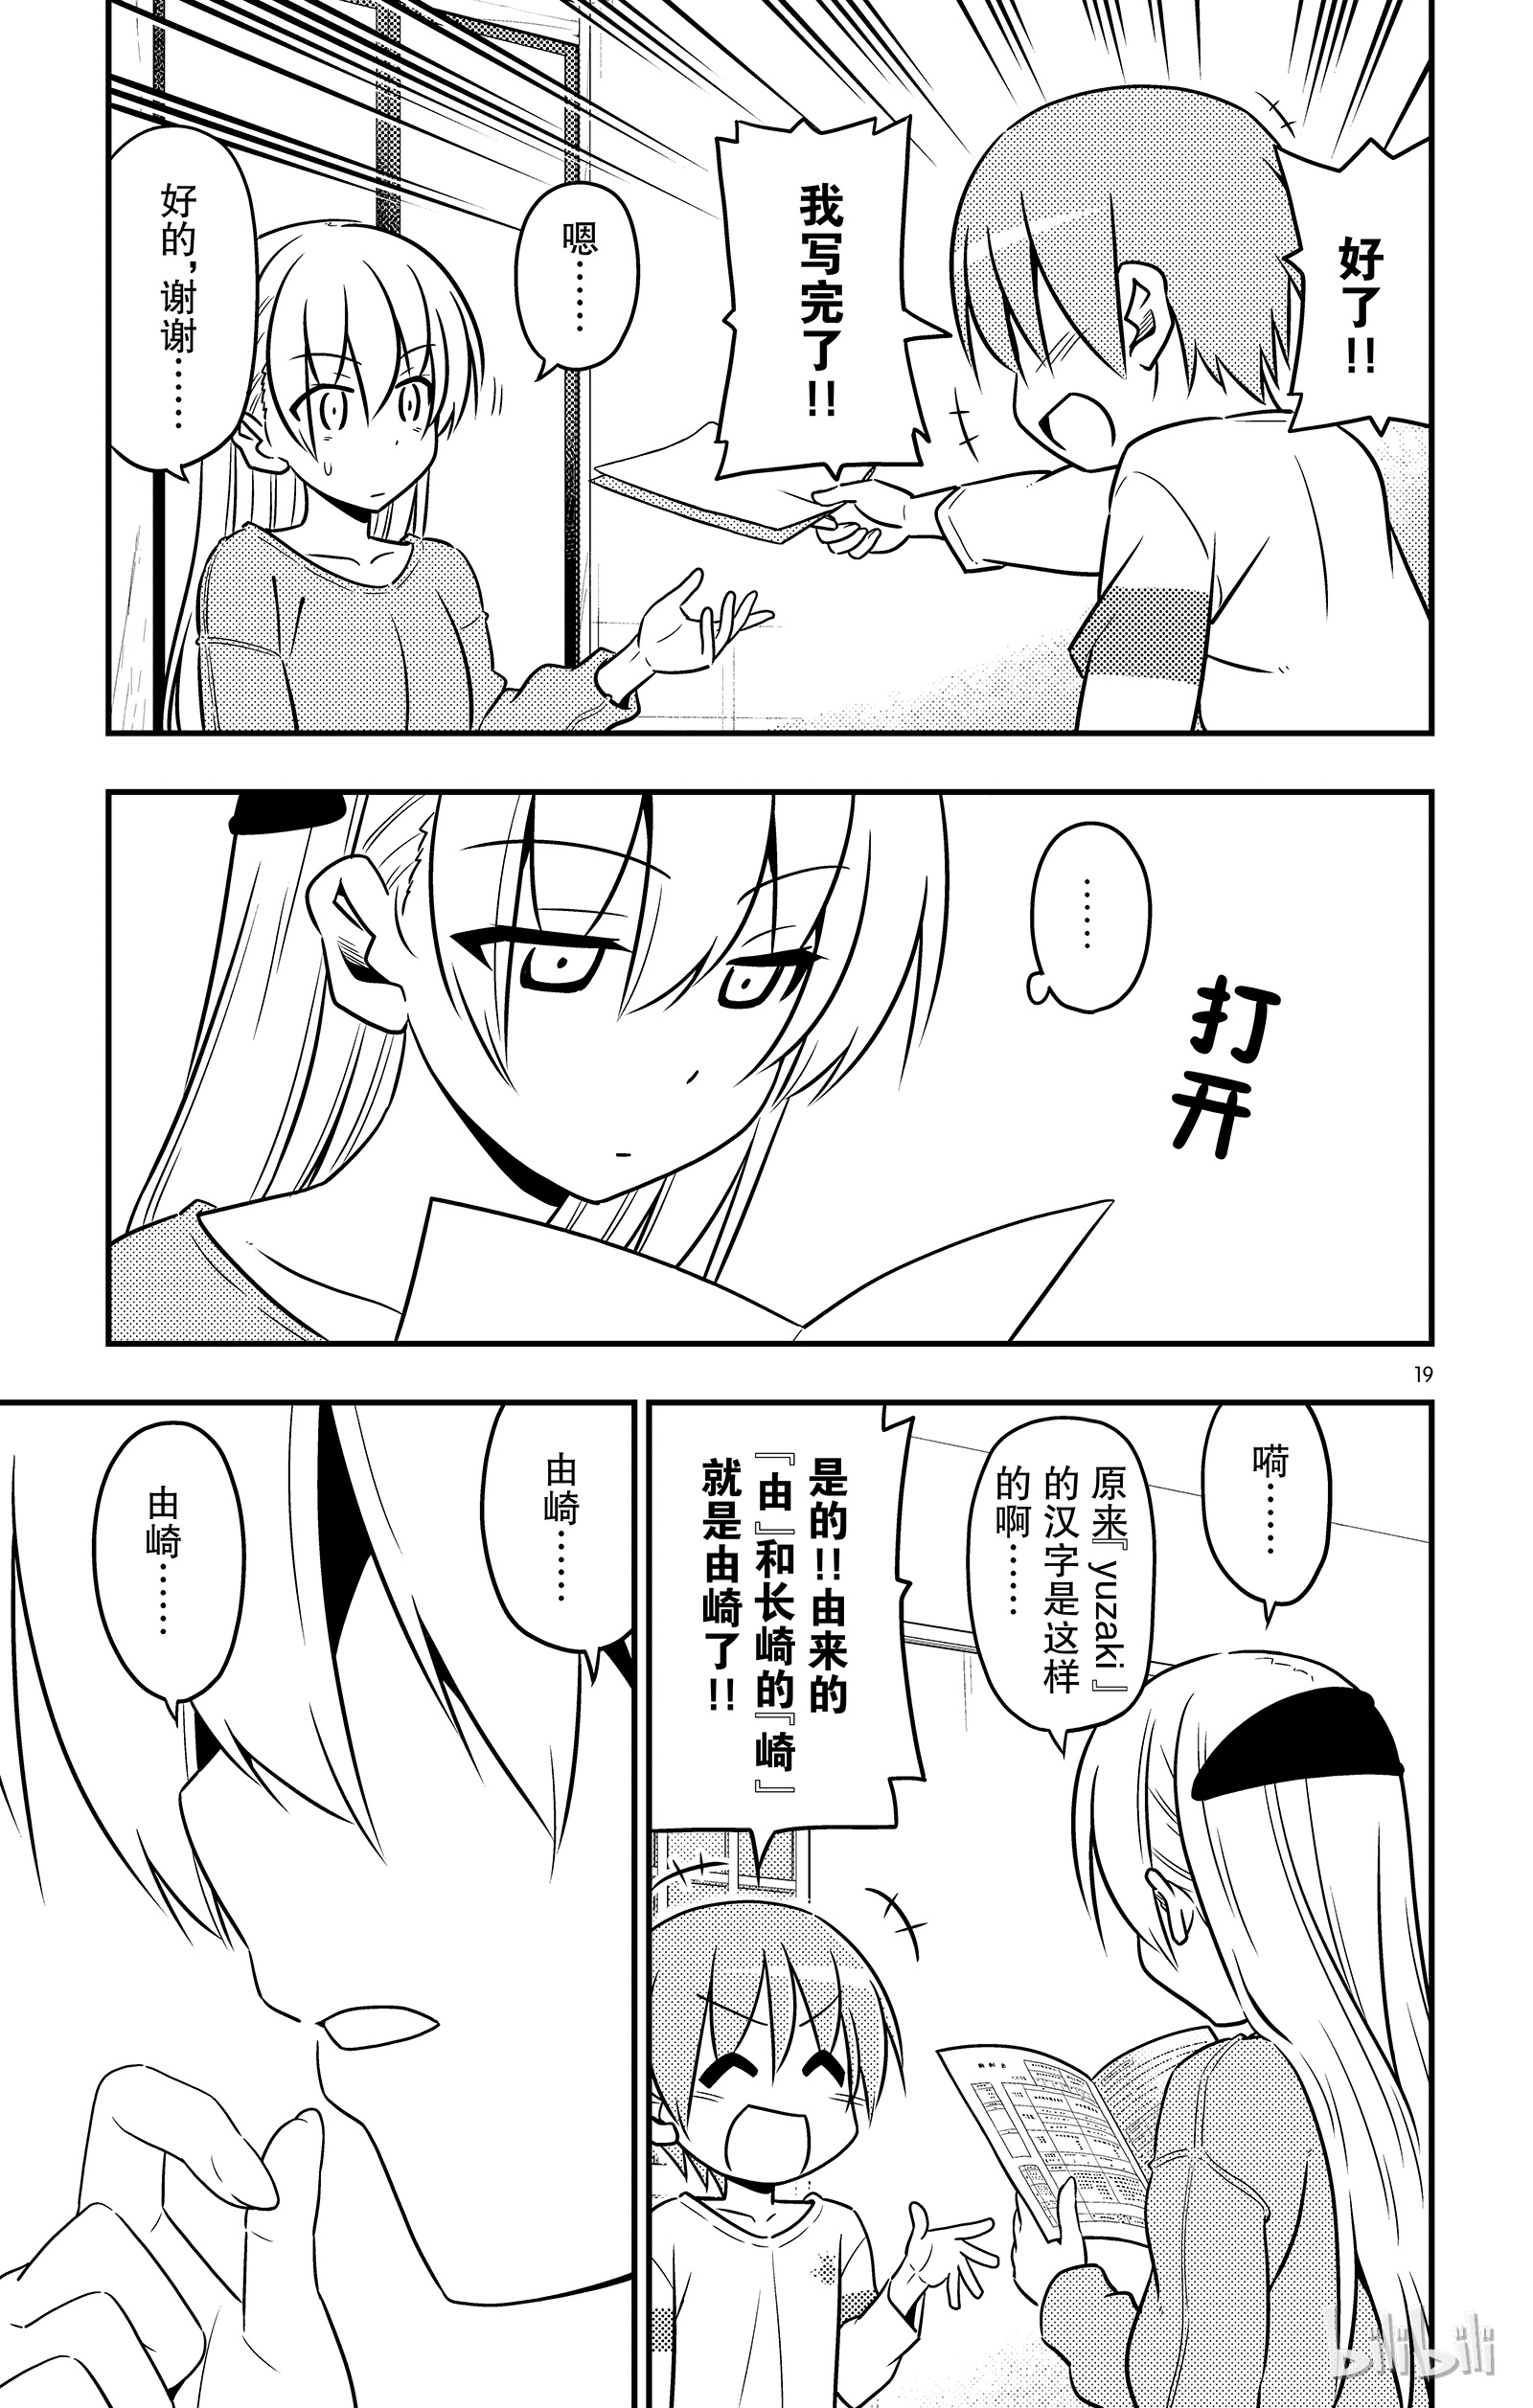 好了!!
我写完了!!
嗯……
好的,谢谢……
……
打开
19
嗬……
原来『yuzaki』
的汉字是这样
的啊……
是的!!由来的
『由』和长崎的『崎』
就是由崎了!!
由崎……
由崎……
bilibili